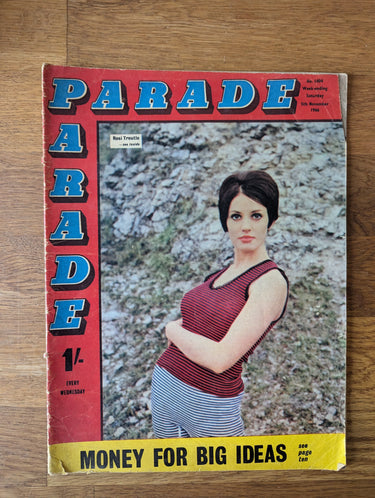 PARADE
No. 1404
Week-ending
Saturday
5th November
1966
PARADE
Rosi Troutle
—see inside
1/-
EVERY
WEDNESDAY
MONEY FOR BIG IDEAS
see
page
ten